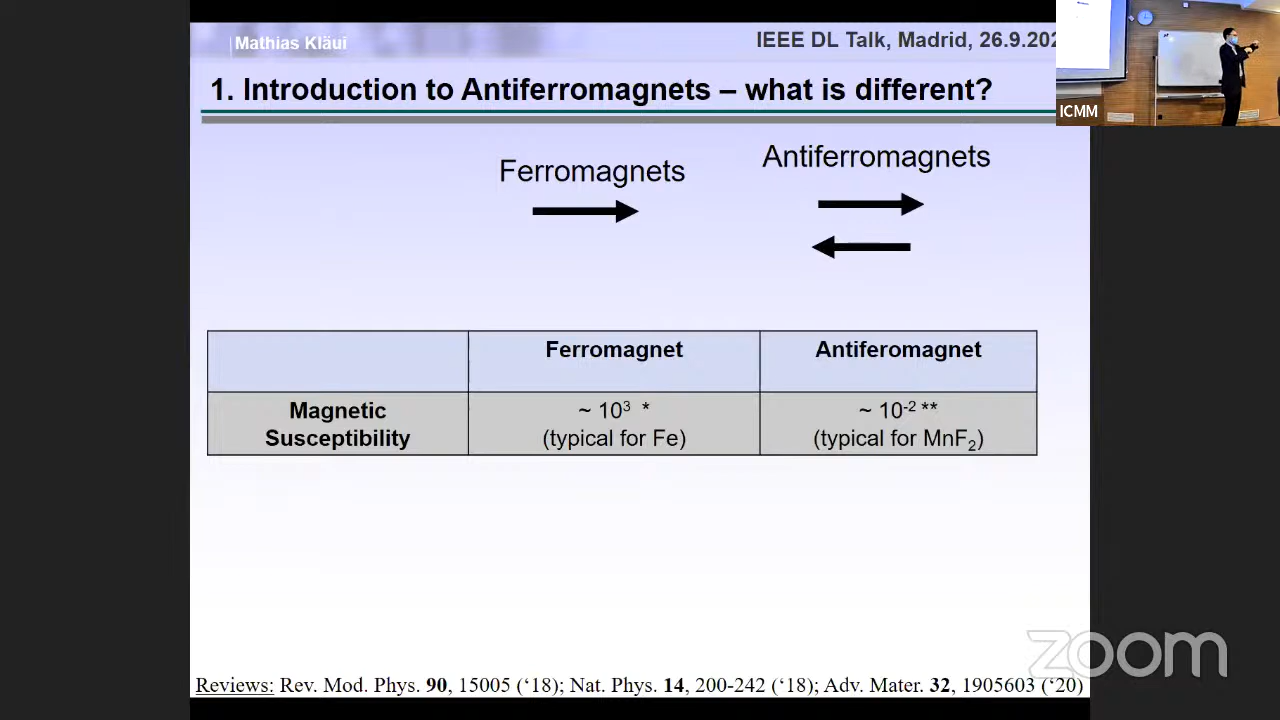 Mathias Kläui
IEEE DL Talk, Madrid, 26.9.202
1. Introduction to Antiferromagnets – what is different?
ICMM
Ferromagnets
Antiferromagnets
Ferromagnet
Antiferomagnet
Magnetic
Susceptibility
~ 10³ *
(typical for Fe)
~ 10⁻² **
(typical for MnF₂)
zoom
Reviews: Rev. Mod. Phys. 90, 15005 (‘18); Nat. Phys. 14, 200-242 (‘18); Adv. Mater. 32, 1905603 (‘20)